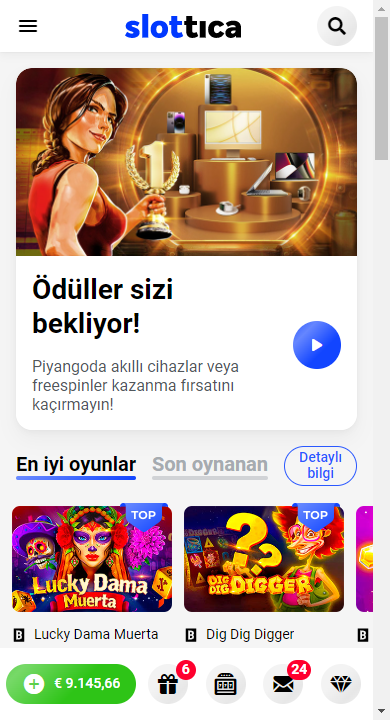 slottica
Ödüller sizi
bekliyor!
Piyangoda akıllı cihazlar veya
freespinler kazanma fırsatını
kaçırmayın!
En iyi oyunlar
Son oynanan
Detaylı
bilgi
TOP
Lucky Dama
Muerta
TOP
DIG DIG
DIGGER
B Lucky Dama Muerta
B Dig Dig Digger
B
€ 9.145,66
6
24